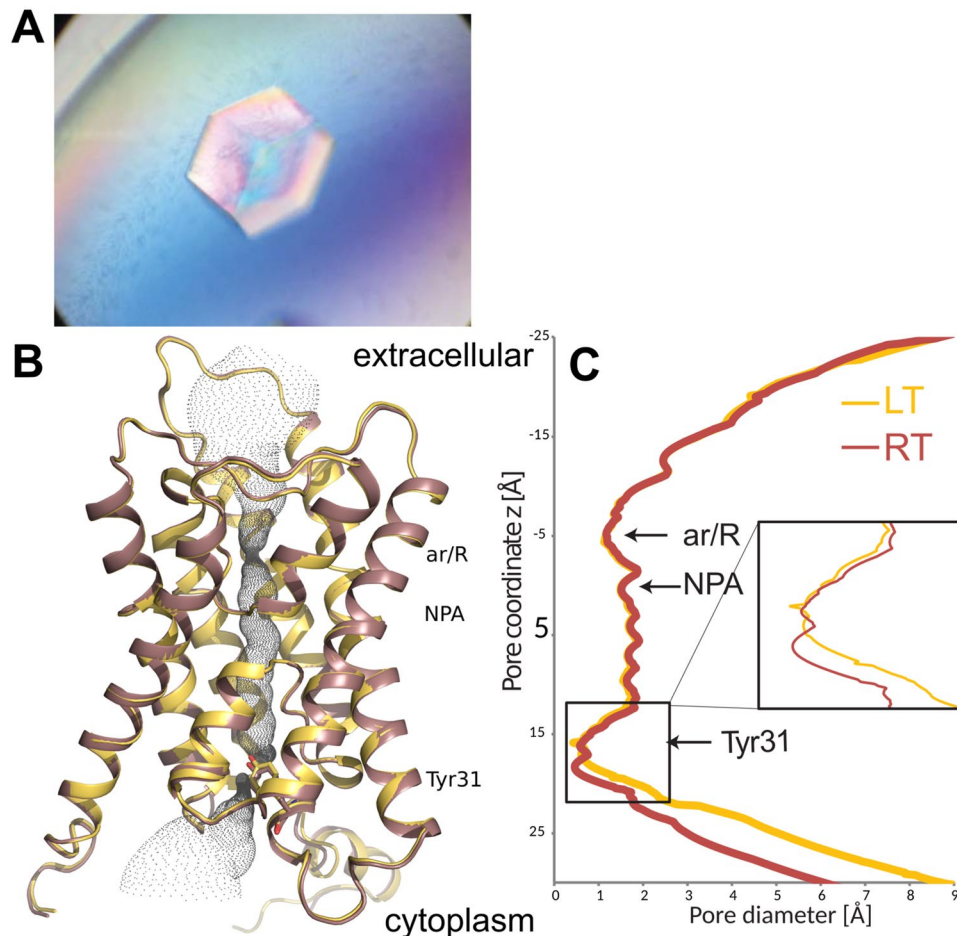 A
B
extracellular
ar/R
NPA
Tyr31
cytoplasm
C
-25
-15
-5
5
15
25
Pore coordinate z [Å]
LT
RT
ar/R
NPA
Tyr31
0 1 2 3 4 5 6 7 8 9
Pore diameter [Å]